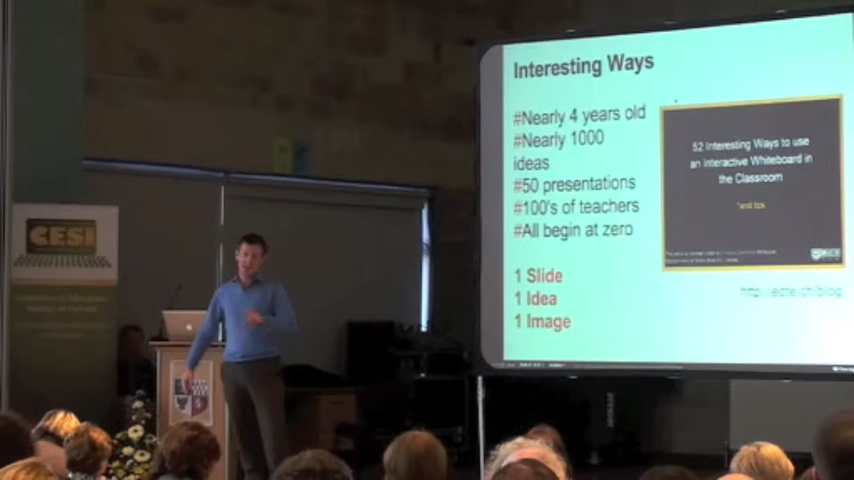 CESI
Interesting Ways
#Nearly 4 years old
#Nearly 1000
ideas
#50 presentations
#100's of teachers
#All begin at zero
1 Slide
1 Idea
1 Image
52 Interesting Ways to use
an Interactive Whiteboard in
the Classroom
*and tips